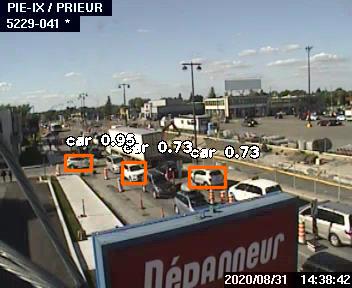 PIE-IX / PRIEUR
5229-041 *
car 0.95
car 0.73
car 0.73
Dépanneur
2020/08/31 14:38:42